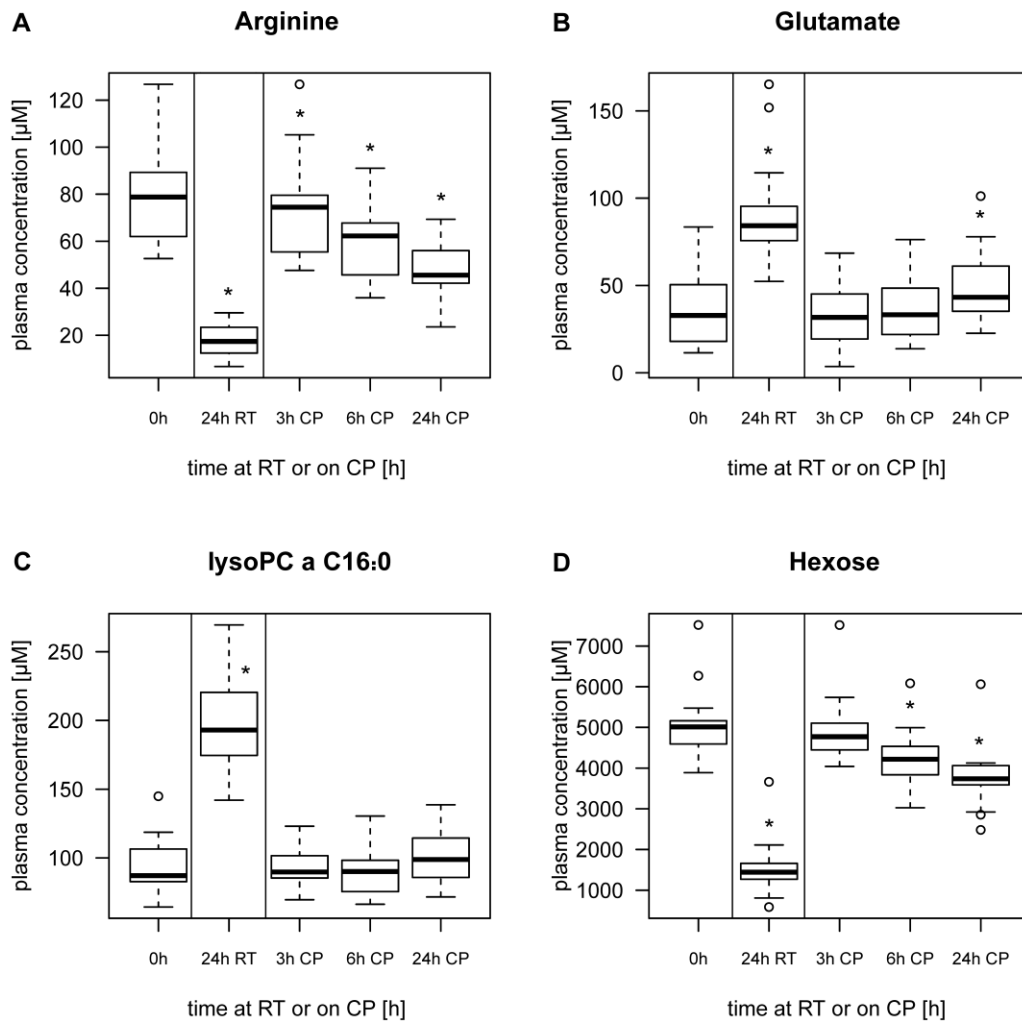 A Arginine
plasma concentration [µM]
120
100
80
60
40
20
* * * *
0h 24h RT 3h CP 6h CP 24h CP
time at RT or on CP [h]
B Glutamate
plasma concentration [µM]
150
100
50
0
* *
0h 24h RT 3h CP 6h CP 24h CP
time at RT or on CP [h]
C lysoPC a C16:0
plasma concentration [µM]
250
200
150
100
*
0h 24h RT 3h CP 6h CP 24h CP
time at RT or on CP [h]
D Hexose
plasma concentration [µM]
7000
6000
5000
4000
3000
2000
1000
* * *
0h 24h RT 3h CP 6h CP 24h CP
time at RT or on CP [h]